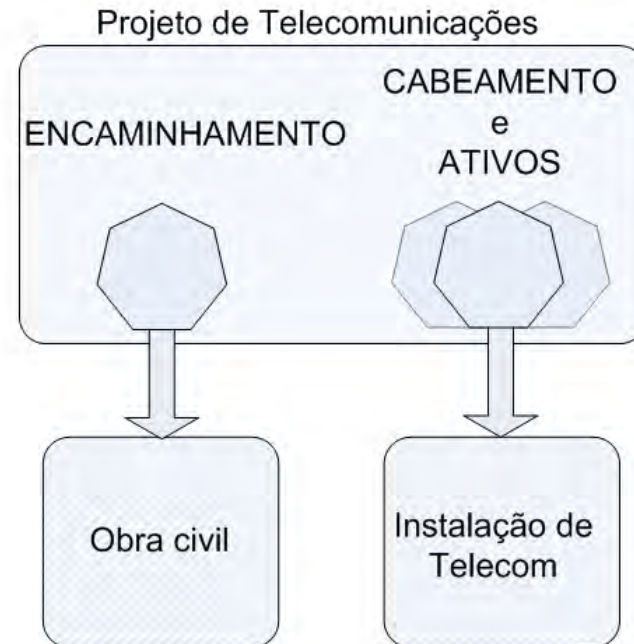 Projeto de Telecomunicações
ENCAMINHAMENTO
CABEAMENTO
e
ATIVOS
Obra civil
Instalação de
Telecom